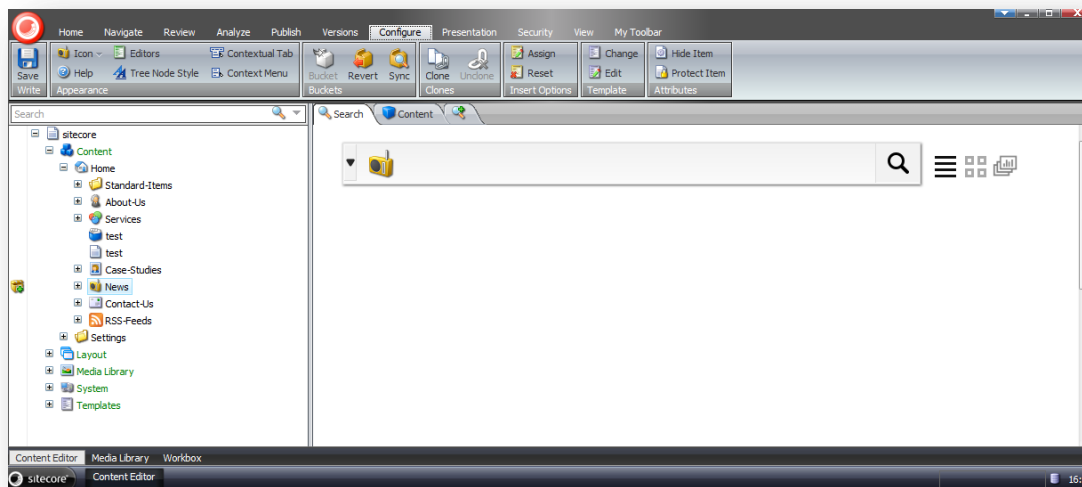 Home Navigate Review Analyze Publish Versions Configure Presentation Security View My Toolbar
Save
Write
Icon Editors Contextual Tab
Help Tree Node Style Context Menu
Appearance
Bucket Revert Sync
Buckets
Clone Unclone
Clones
Assign
Reset
Insert Options
Change
Edit
Template
Hide Item
Protect Item
Attributes
Search
Search Content
sitecore
Content
Home
Standard-Items
About-Us
Services
test
test
Case-Studies
News
Contact-Us
RSS-Feeds
Settings
Layout
Media Library
System
Templates
Content Editor Media Library Workbox
sitecore Content Editor 16: